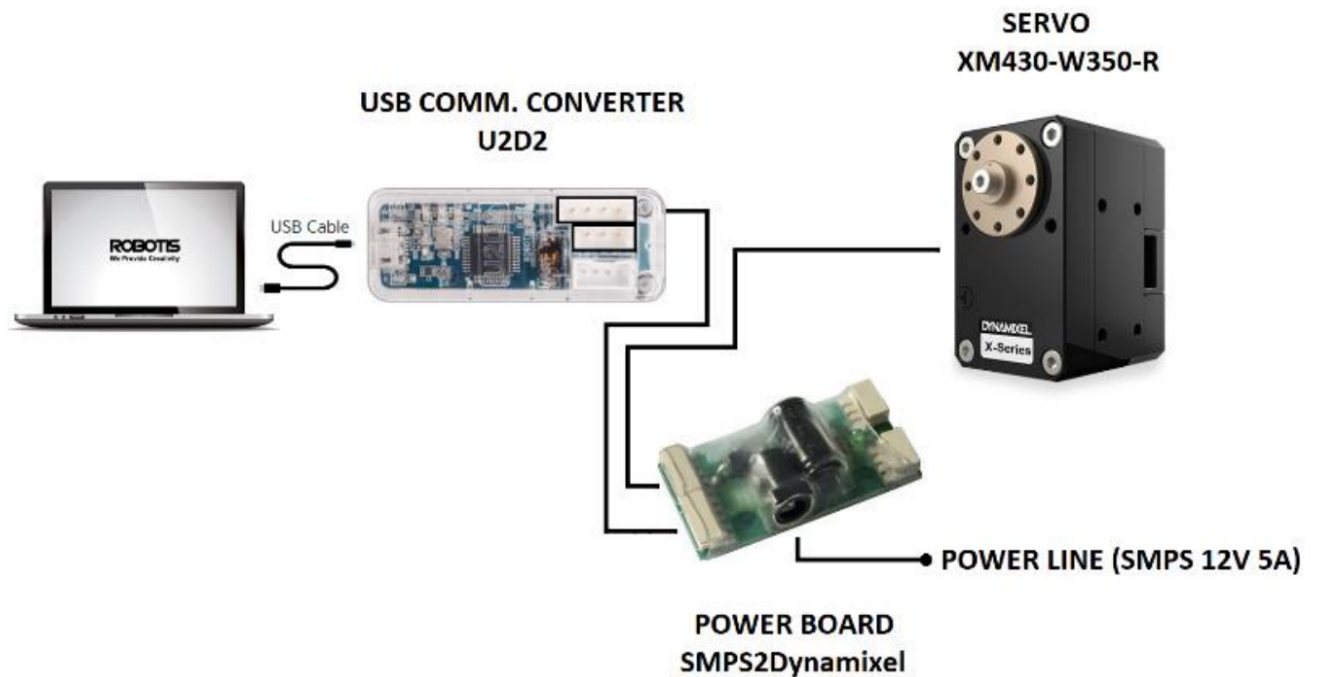 SERVO
XM430-W350-R
USB COMM. CONVERTER
U2D2
USB Cable
ROBOTIS
We Provide Creativity
DYNAMIXEL
X-Series
POWER LINE (SMPS 12V 5A)
POWER BOARD
SMPS2Dynamixel